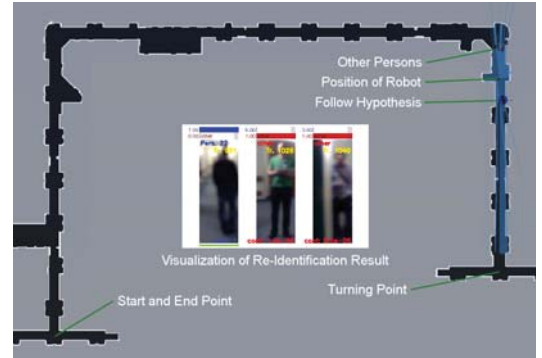 Other Persons
Position of Robot
Follow Hypothesis
Visualization of Re-Identification Result
Turning Point
Start and End Point